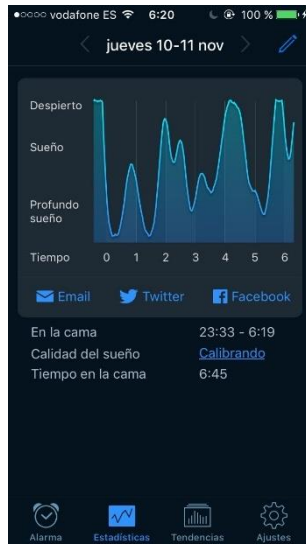 vodafone ES 6:20 100 %
jueves 10-11 nov
Despierto
Sueño
Profundo
sueño
Tiempo 0 1 2 3 4 5 6
Email Twitter Facebook
En la cama 23:33 - 6:19
Calidad del sueño Calibrando
Tiempo en la cama 6:45
Alarma Estadísticas Tendencias Ajustes